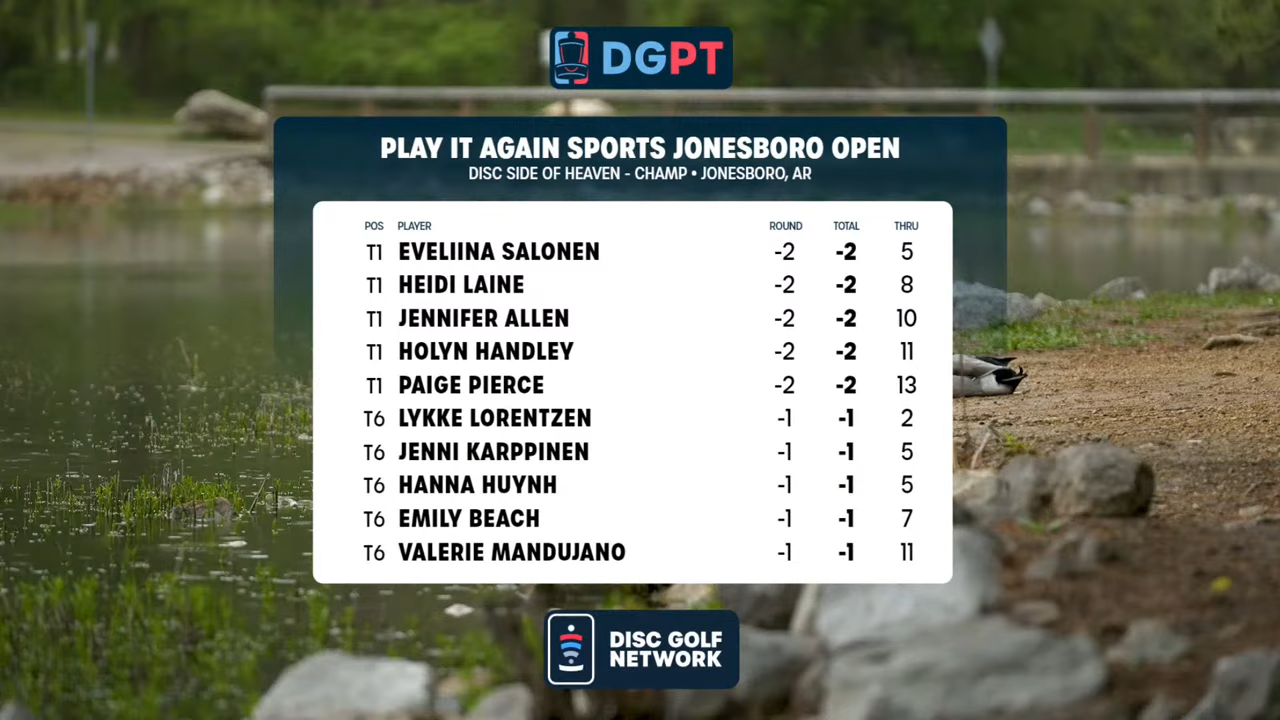 DGPT
PLAY IT AGAIN SPORTS JONESBORO OPEN
DISC SIDE OF HEAVEN - CHAMP • JONESBORO, AR
POS PLAYER ROUND TOTAL THRU
T1 EVELIINA SALONEN -2 -2 5
T1 HEIDI LAINE -2 -2 8
T1 JENNIFER ALLEN -2 -2 10
T1 HOLYN HANDLEY -2 -2 11
T1 PAIGE PIERCE -2 -2 13
T6 LYKKE LORENTZEN -1 -1 2
T6 JENNI KARPPINEN -1 -1 5
T6 HANNA HUYNH -1 -1 5
T6 EMILY BEACH -1 -1 7
T6 VALERIE MANDUJANO -1 -1 11
DISC GOLF
NETWORK